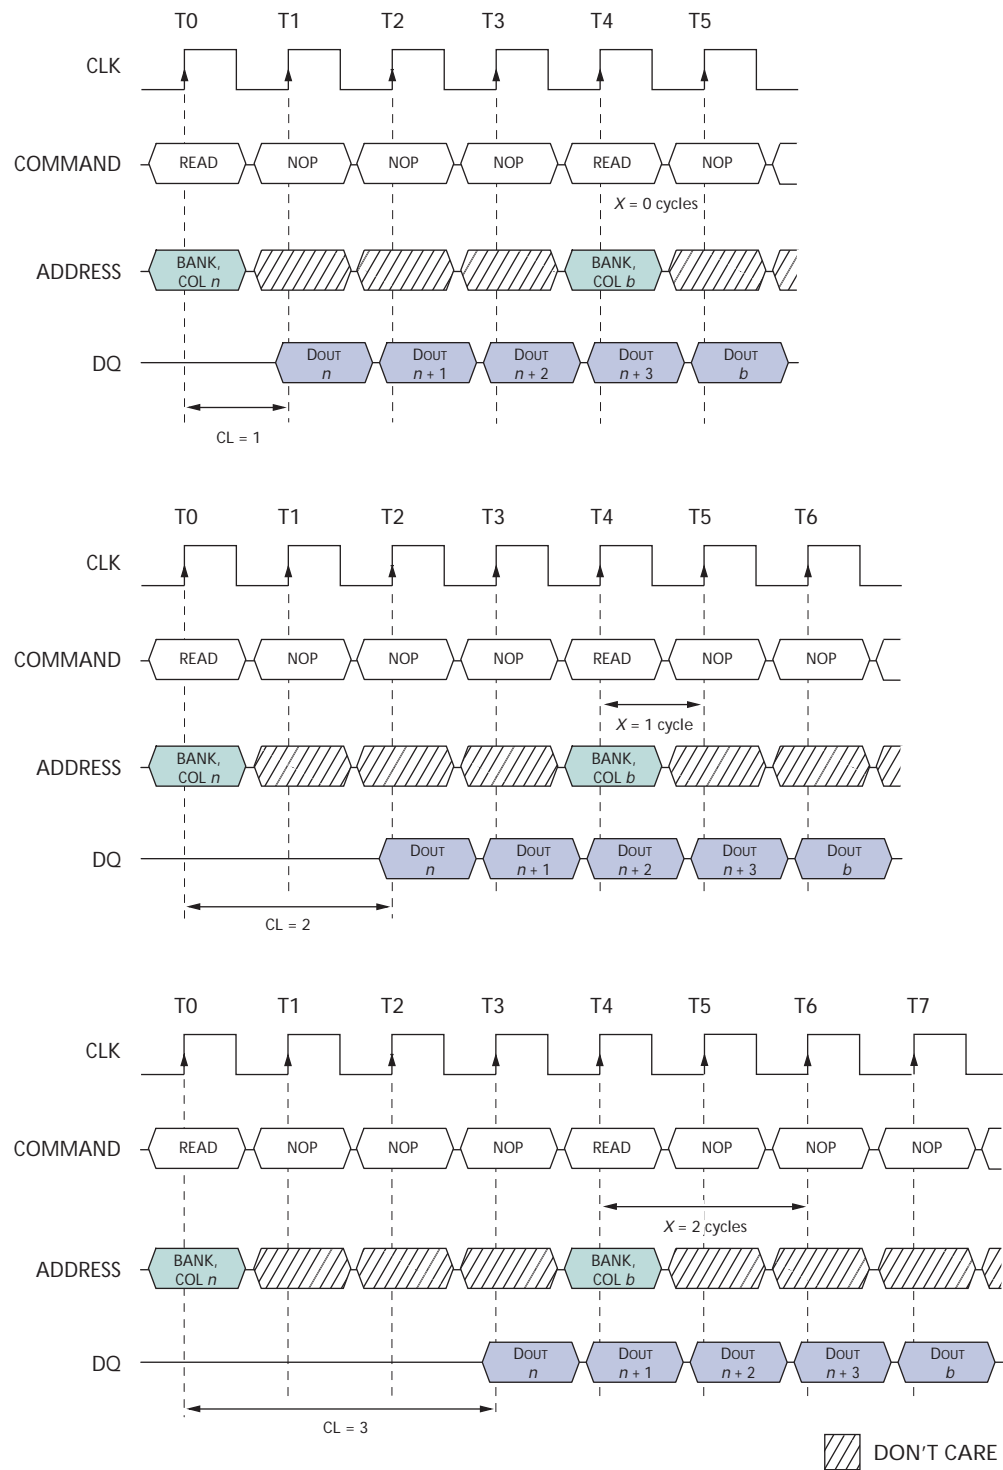 T0 T1 T2 T3 T4 T5
CLK
COMMAND READ NOP NOP NOP READ NOP
X = 0 cycles
ADDRESS BANK, COL n BANK, COL b
DQ DOUT n DOUT n + 1 DOUT n + 2 DOUT n + 3 DOUT b
CL = 1
T0 T1 T2 T3 T4 T5 T6
CLK
COMMAND READ NOP NOP NOP READ NOP NOP
X = 1 cycle
ADDRESS BANK, COL n BANK, COL b
DQ DOUT n DOUT n + 1 DOUT n + 2 DOUT n + 3 DOUT b
CL = 2
T0 T1 T2 T3 T4 T5 T6 T7
CLK
COMMAND READ NOP NOP NOP READ NOP NOP NOP
X = 2 cycles
ADDRESS BANK, COL n BANK, COL b
DQ DOUT n DOUT n + 1 DOUT n + 2 DOUT n + 3 DOUT b
CL = 3
DON'T CARE